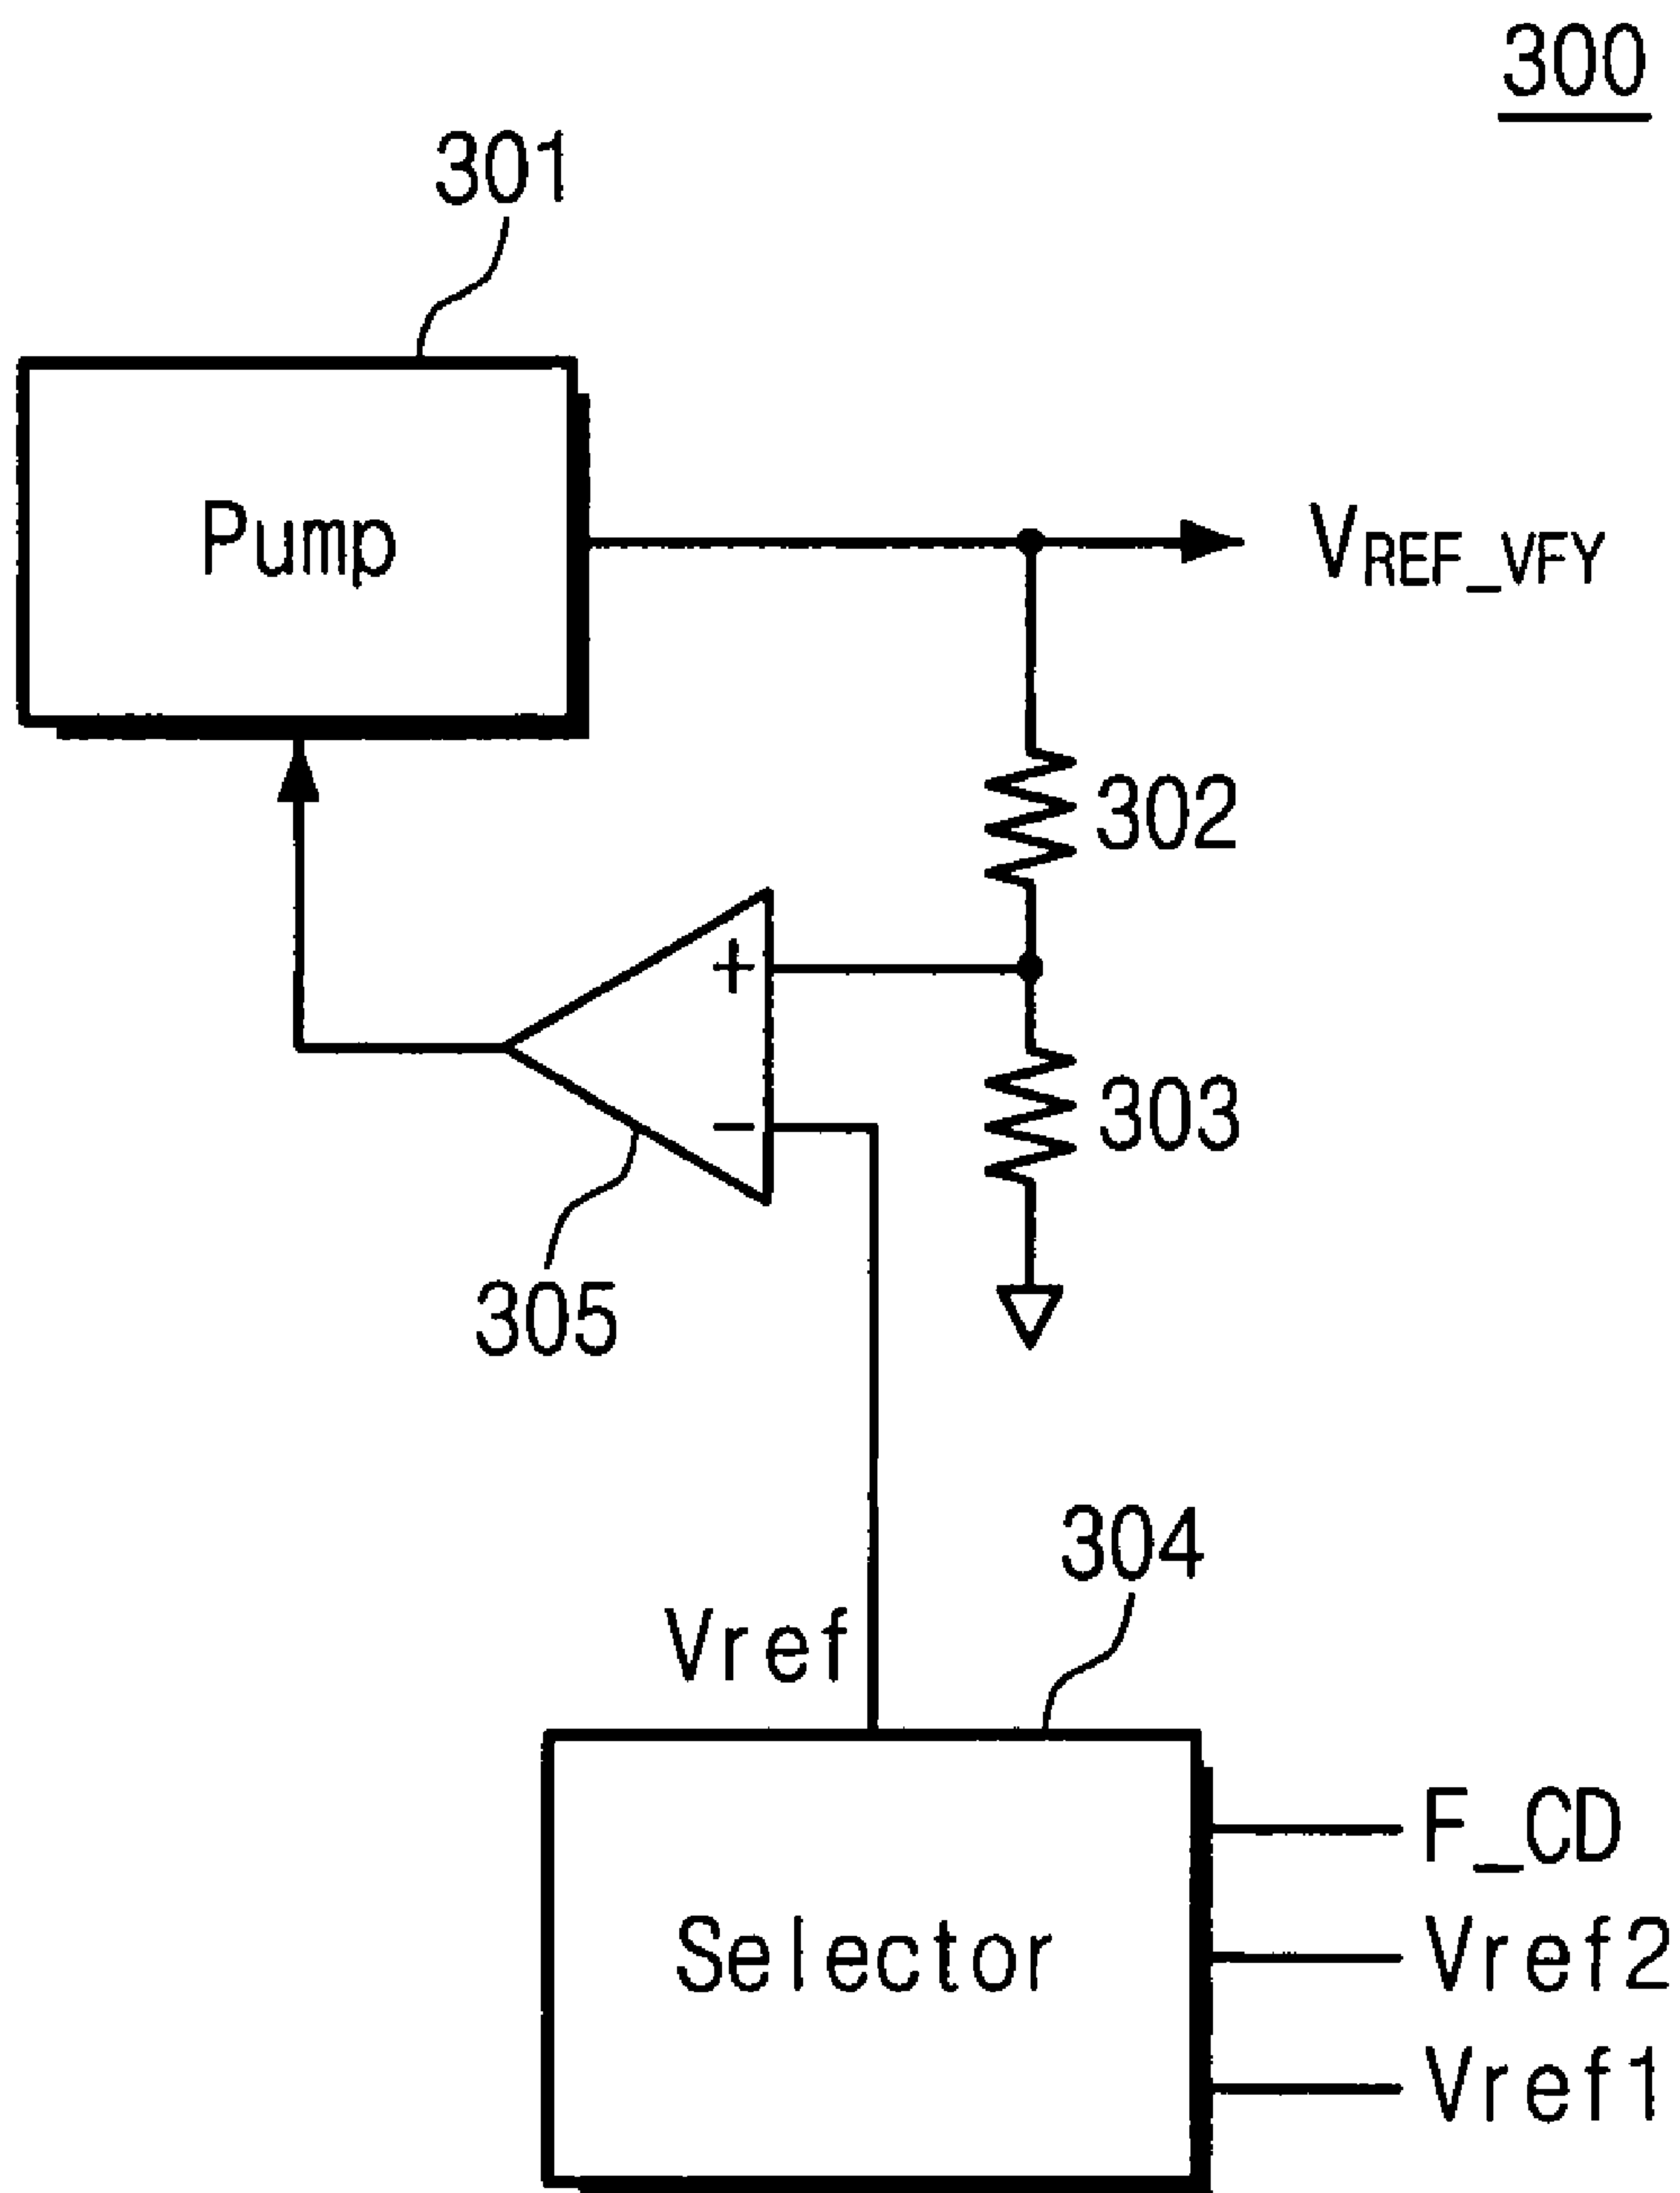 300
301
Pump
VREF_VFY
302
+
303
-
305
304
Vref
F_CD
Selector
Vref2
Vref1